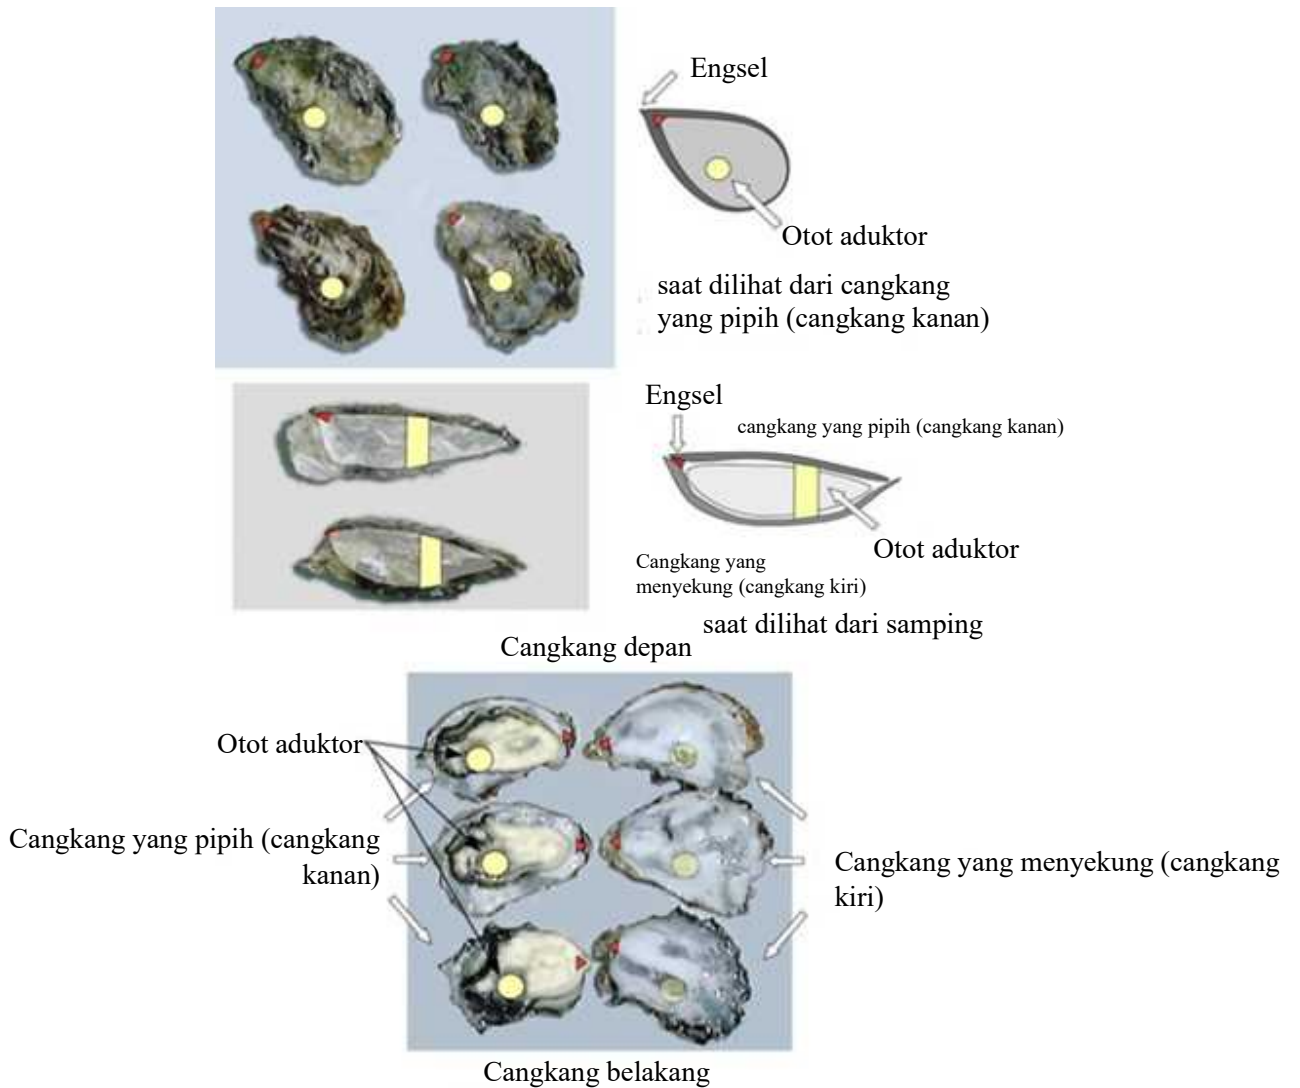 Engsel
Otot aduktor
saat dilihat dari cangkang
yang pipih (cangkang kanan)
Engsel
cangkang yang pipih (cangkang kanan)
Otot aduktor
Cangkang yang
menyekung (cangkang kiri)
saat dilihat dari samping
Cangkang depan
Otot aduktor
Cangkang yang pipih (cangkang
kanan)
Cangkang yang menyekung (cangkang
kiri)
Cangkang belakang